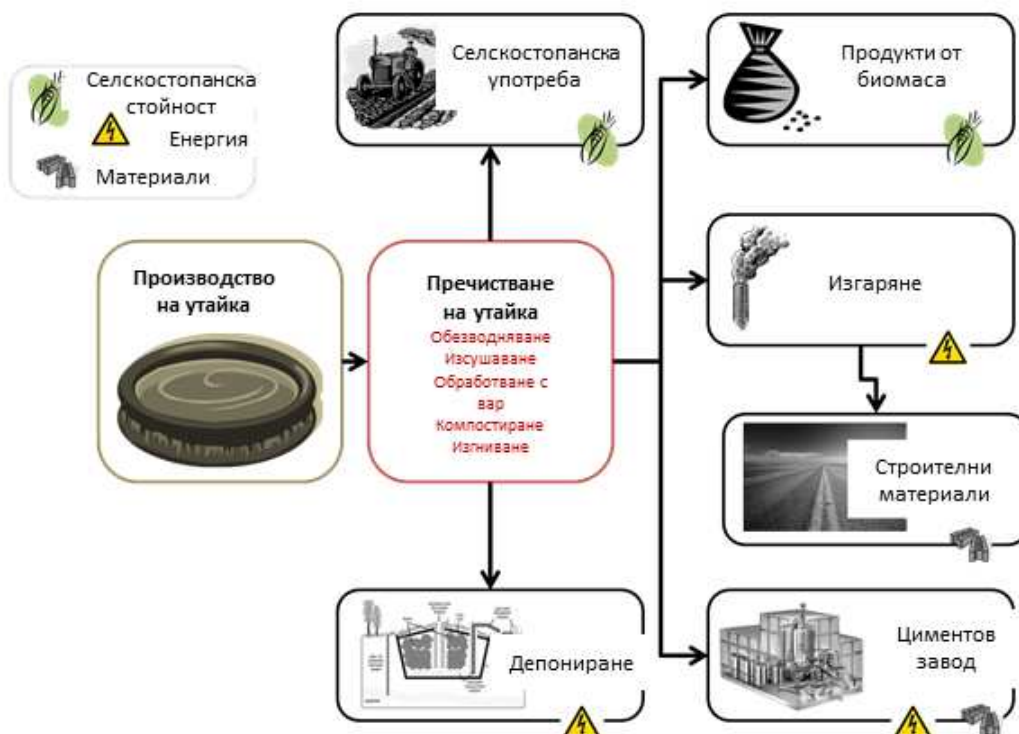 Селскостопанска
стойност
Енергия
Материали
Селскостопанска
употреба
Продукти от
биомаса
Производство
на утайка
Пречистване
на утайка
Обезводняване
Изсушаване
Обработване с
вар
Компостиране
Изгниване
Изгаряне
Строителни
материали
Депониране
Циментов
завод